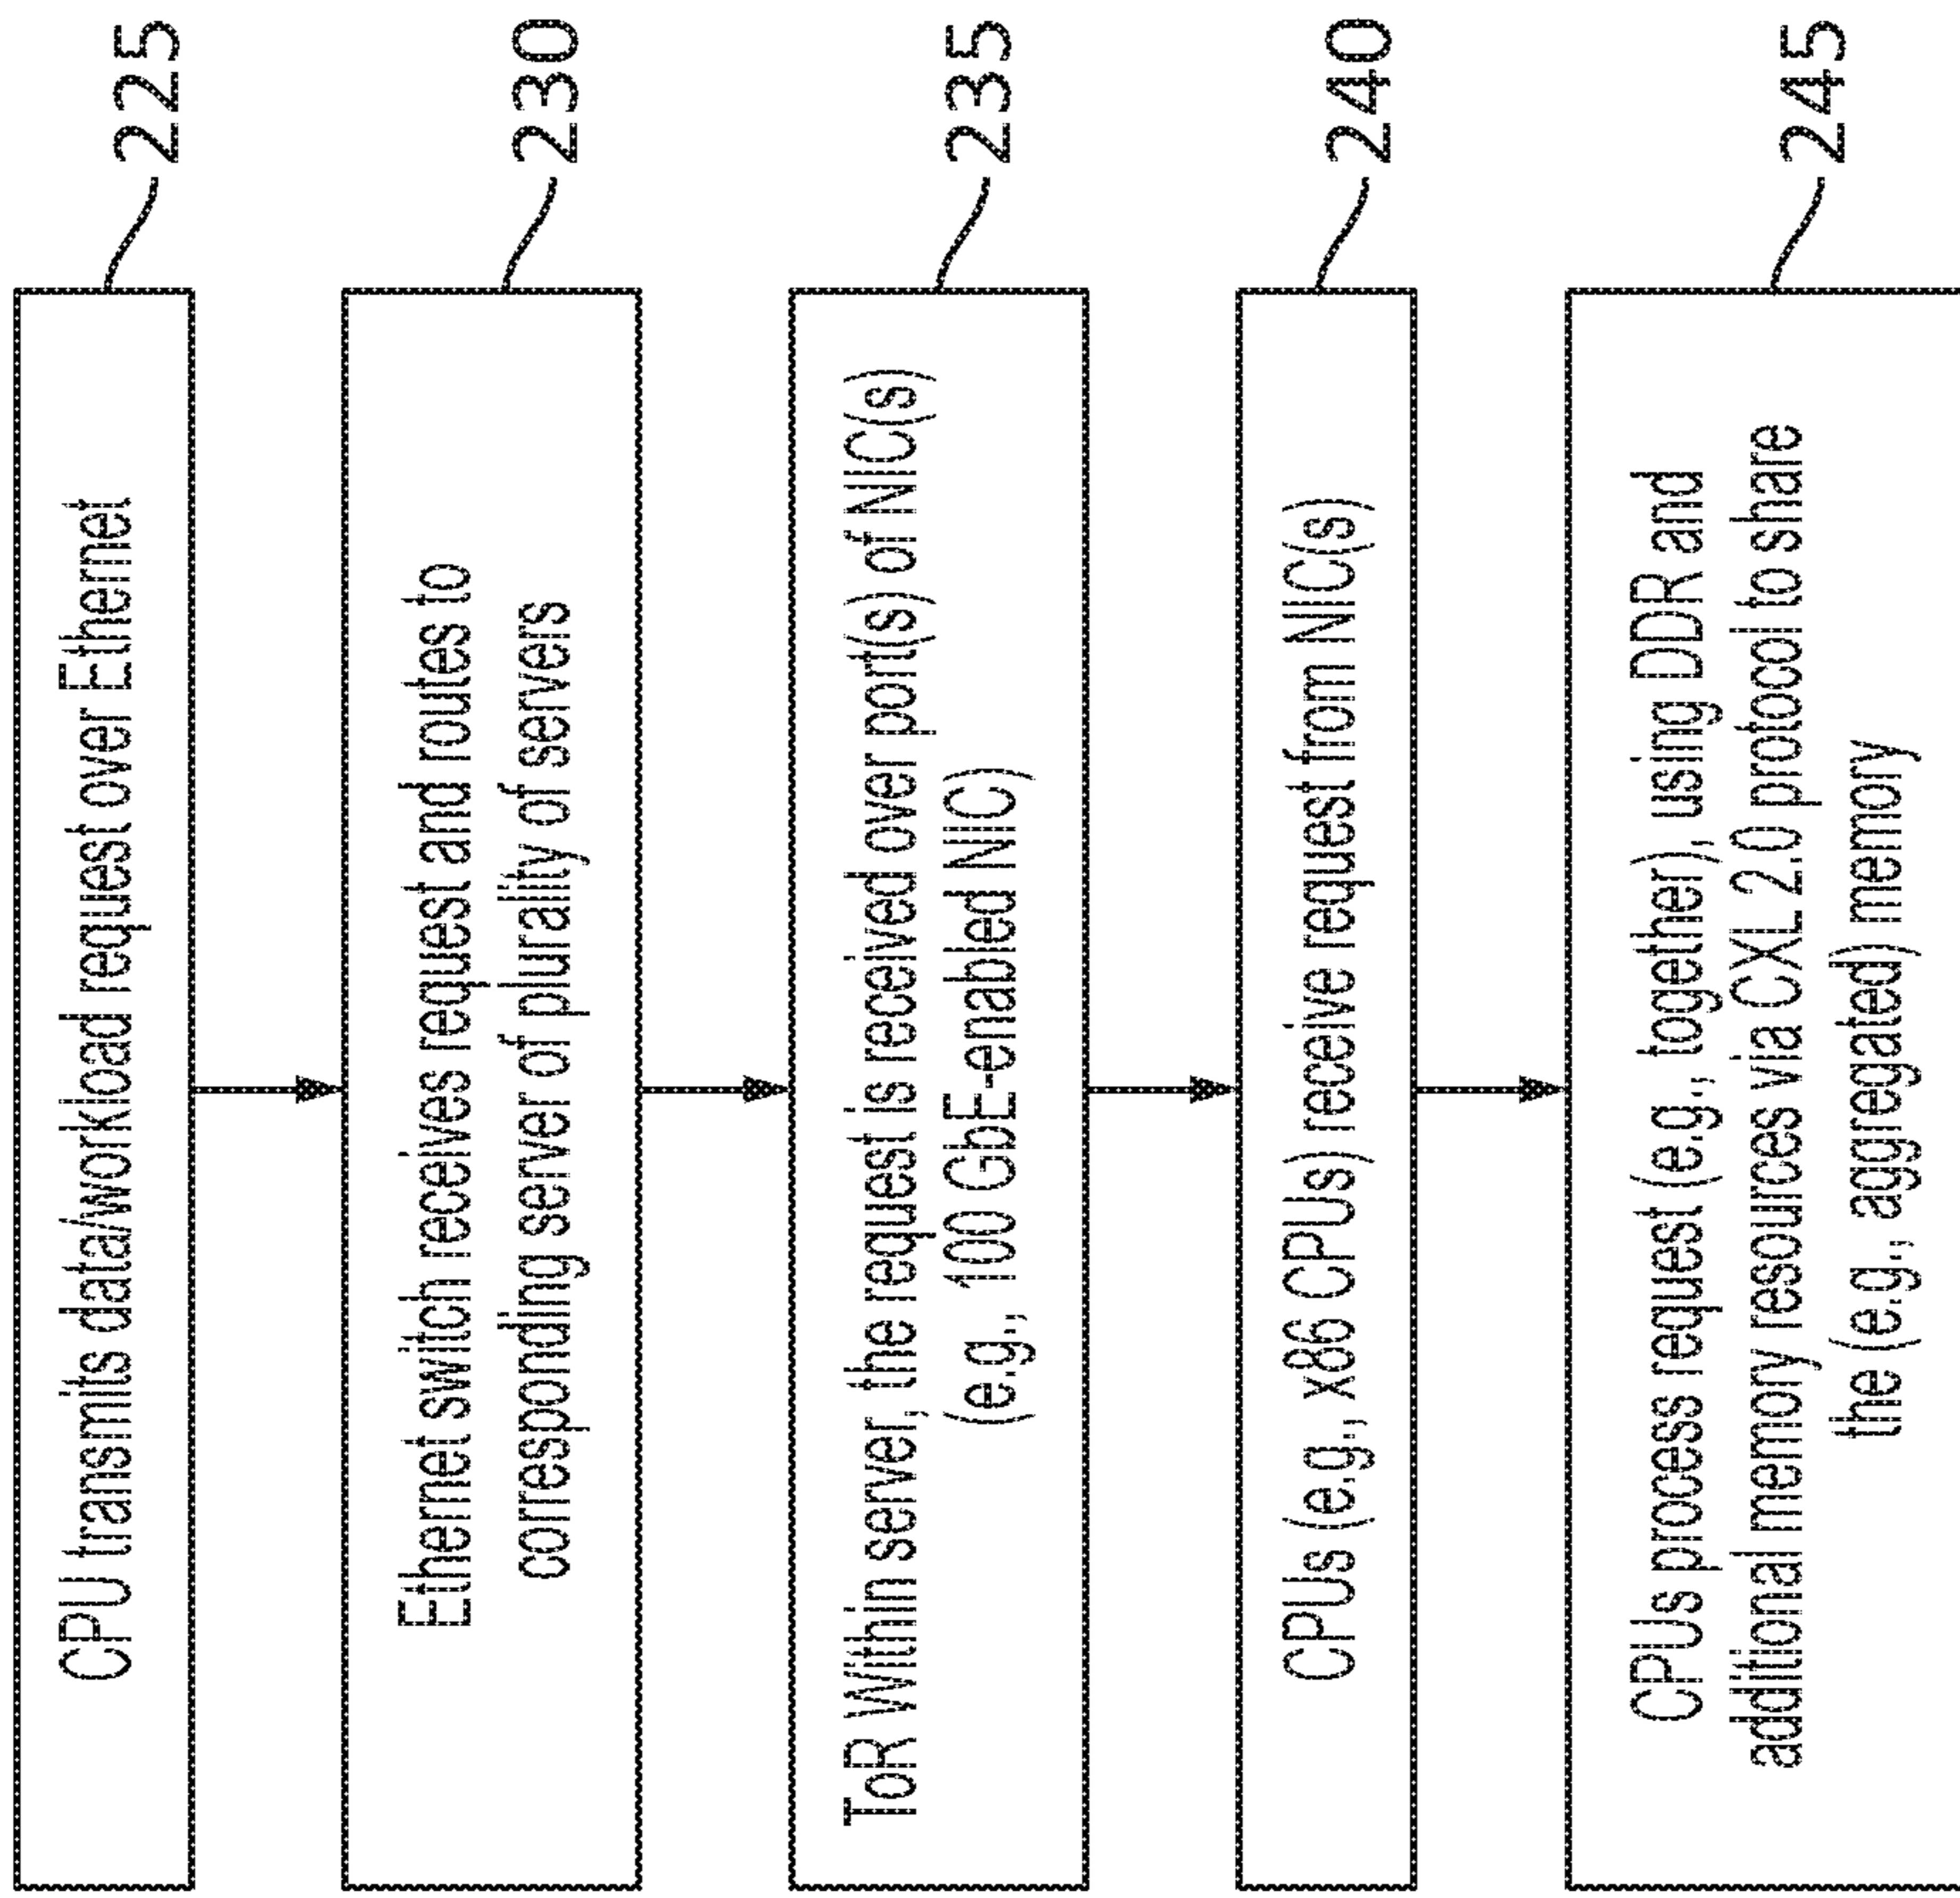 CPU transmits data/workload request over Ethernet
225
Ethernet switch receives request and routes to
corresponding server of plurality of servers
230
ToR Within server, the request is received over port(s) of NIC(s)
(e.g., 100 GbE-enabled NIC)
235
CPUs (e.g., x86 CPUs) receive request from NIC(s)
240
CPUs process request (e.g., together), using DDR and
additional memory resources via CXL 2.0 protocol to share
the (e.g., aggregated) memory
245